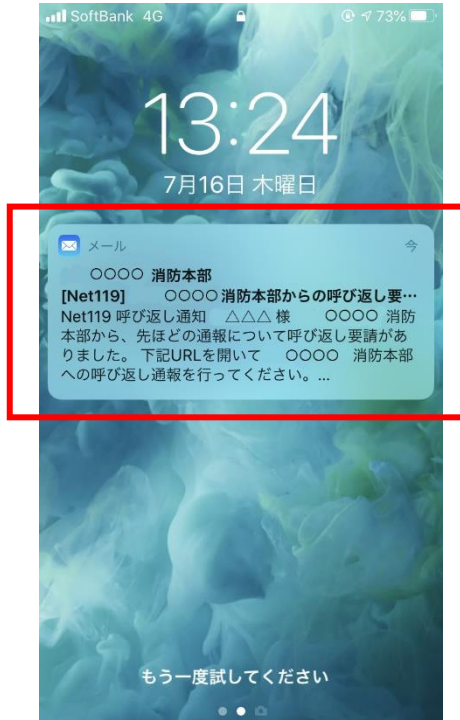 SoftBank 4G 73%
13:24
7月16日 木曜日
メール 今
○○○○ 消防本部
[Net119] ○○○○消防本部からの呼び返し要…
Net119 呼び返し通知 △△△ 様 ○○○○ 消防
本部から、先ほどの通報について呼び返し要請があ
りました。 下記URLを開いて ○○○○ 消防本部
への呼び返し通報を行ってください。...
もう一度試してください